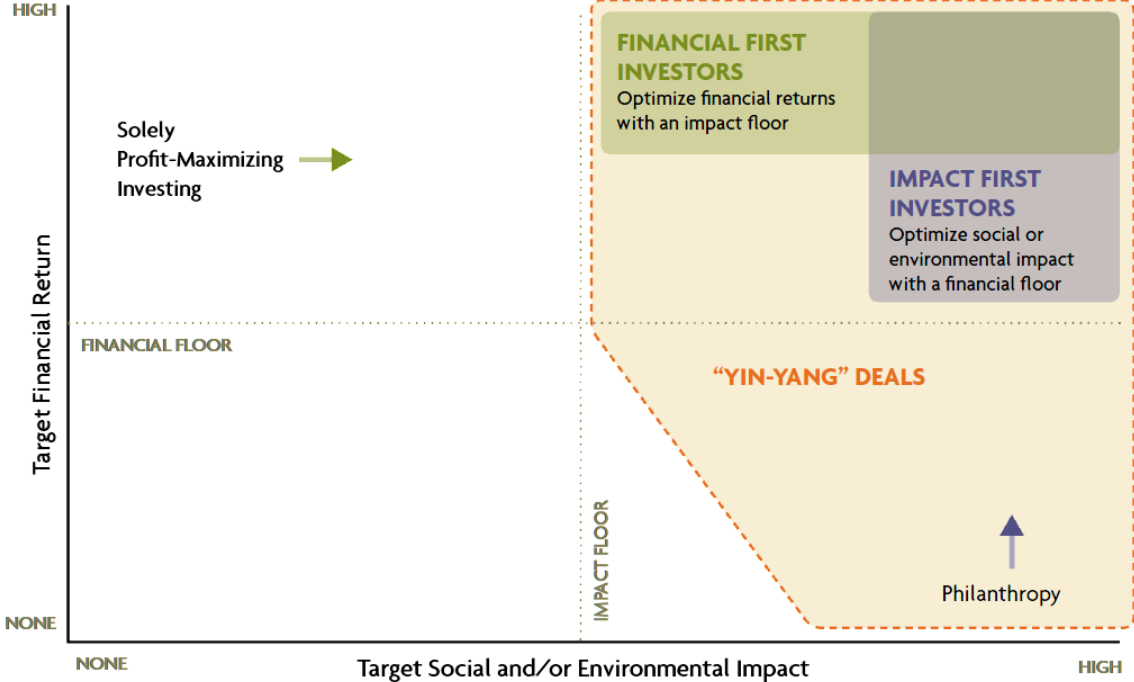 HIGH
FINANCIAL FIRST
INVESTORS
Optimize financial returns
with an impact floor
Solely
Profit-Maximizing
Investing
IMPACT FIRST
INVESTORS
Optimize social or
environmental impact
with a financial floor
Target Financial Return
FINANCIAL FLOOR
“YIN-YANG” DEALS
IMPACT FLOOR
Philanthropy
NONE
NONE
Target Social and/or Environmental Impact
HIGH